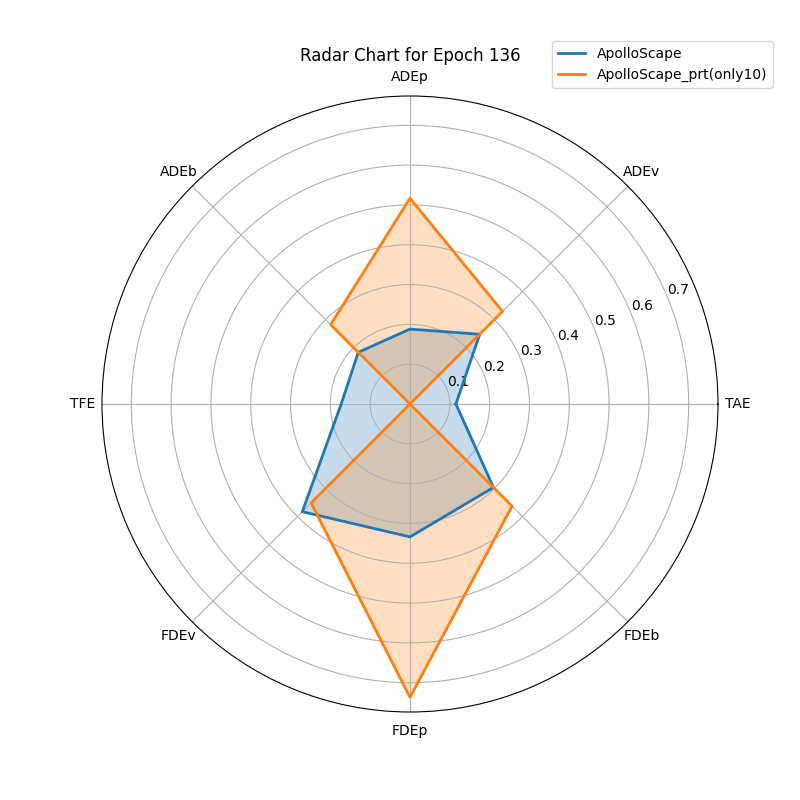 Radar Chart for Epoch 136
ApolloScape
ApolloScape_prt(only10)
ADEp
ADEb
ADEv
0.7
0.6
0.5
0.4
0.3
0.2
0.1
TFE
TAE
FDEv
FDEb
FDEp